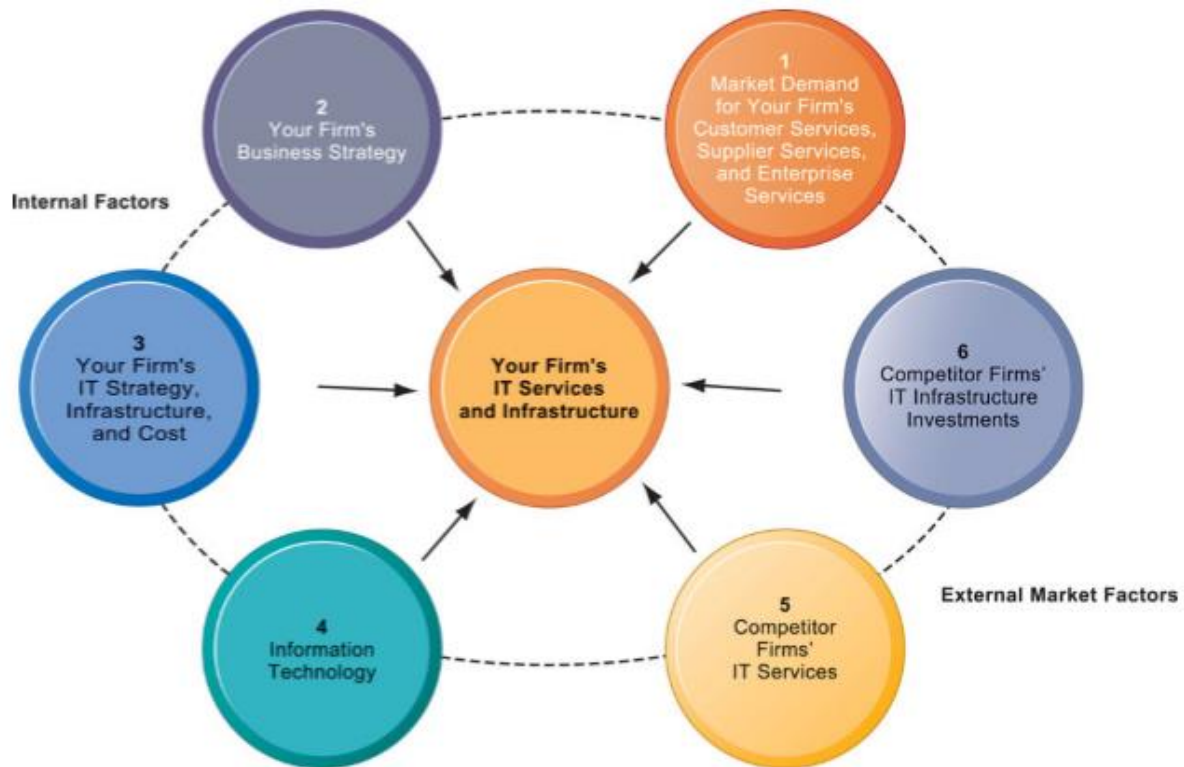 1
Market Demand
for Your Firm's
Customer Services,
Supplier Services,
and Enterprise
Services
2
Your Firm's
Business Strategy
Internal Factors
3
Your Firm's
IT Strategy,
Infrastructure,
and Cost
Your Firm's
IT Services
and Infrastructure
6
Competitor Firms'
IT Infrastructure
Investments
4
Information
Technology
5
Competitor
Firms'
IT Services
External Market Factors